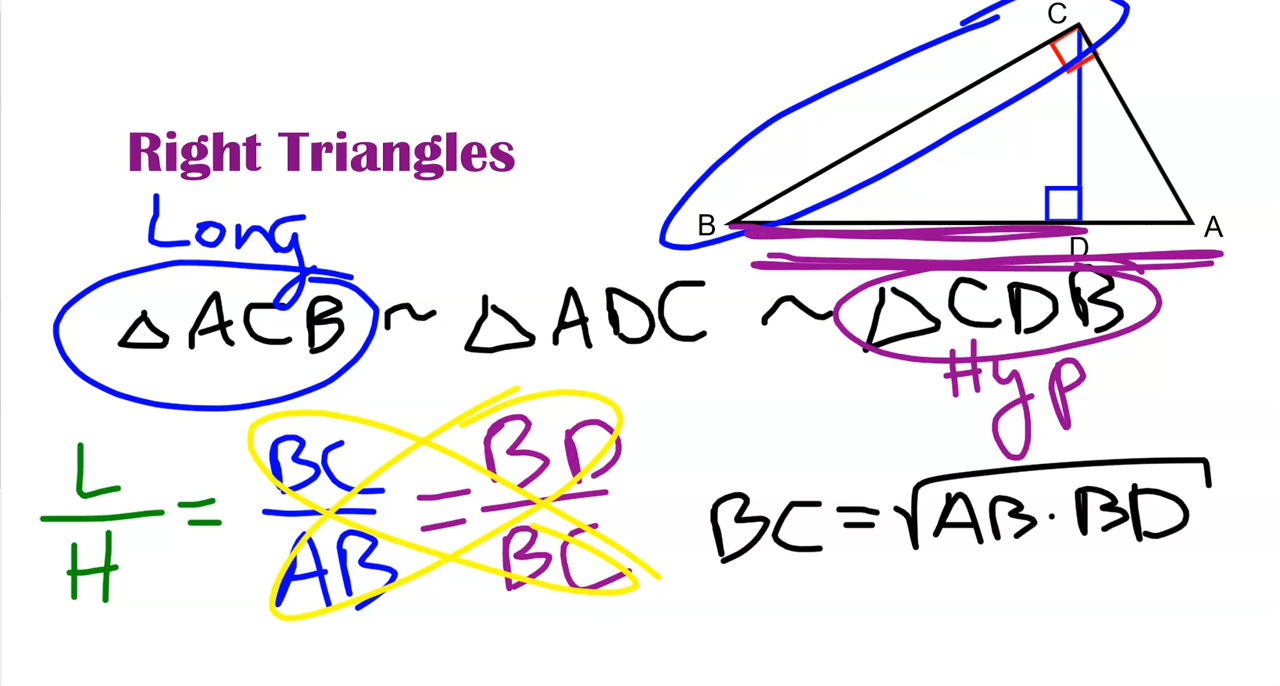 C
Right Triangles
B
A
D
Long
△ACB ~ △ADC ~ △CDB
Hyp
L/H = BC/AB = BD/BC
BC = √AB · BD